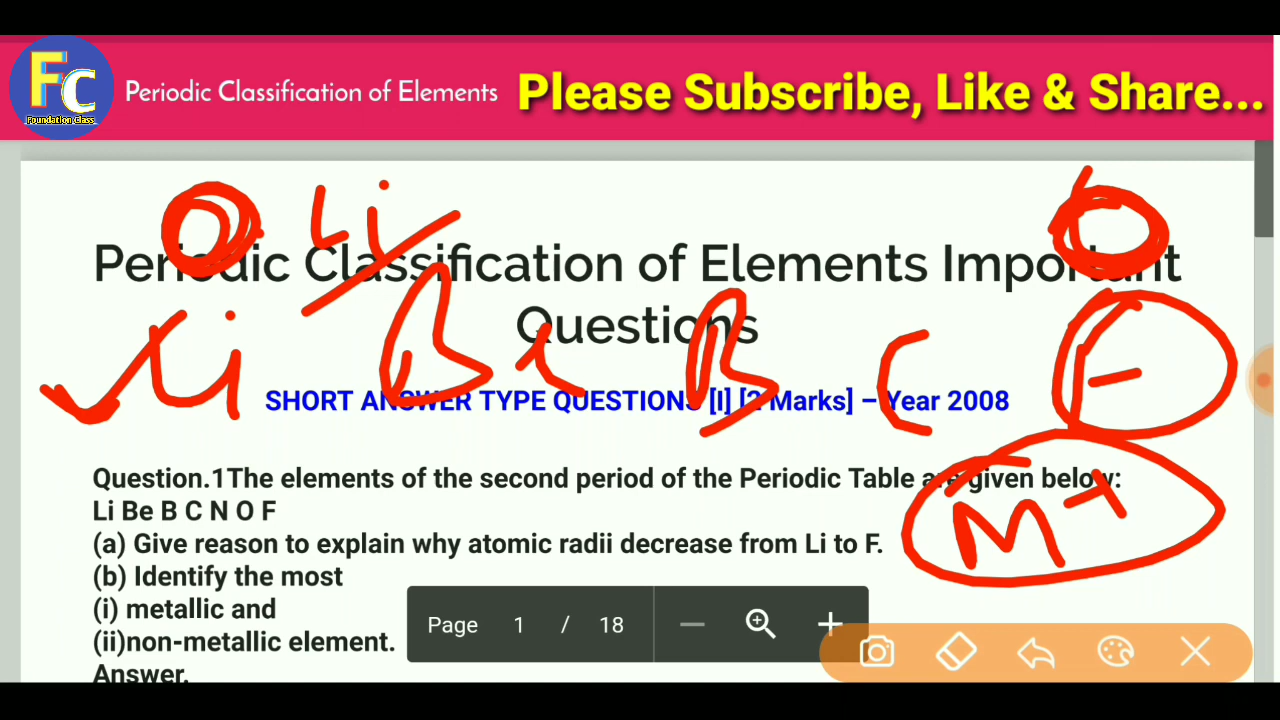 FC
Foundation Class
Periodic Classification of Elements
Please Subscribe, Like & Share...
Li
Periodic Classification of Elements Important
Questions
Li Be B C F
SHORT ANSWER TYPE QUESTIONS [I] [2 Marks] – Year 2008
Question.1The elements of the second period of the Periodic Table are given below:
Li Be B C N O F
M+
(a) Give reason to explain why atomic radii decrease from Li to F.
(b) Identify the most
(i) metallic and
(ii)non-metallic element.
Answer.
Page 1 / 18